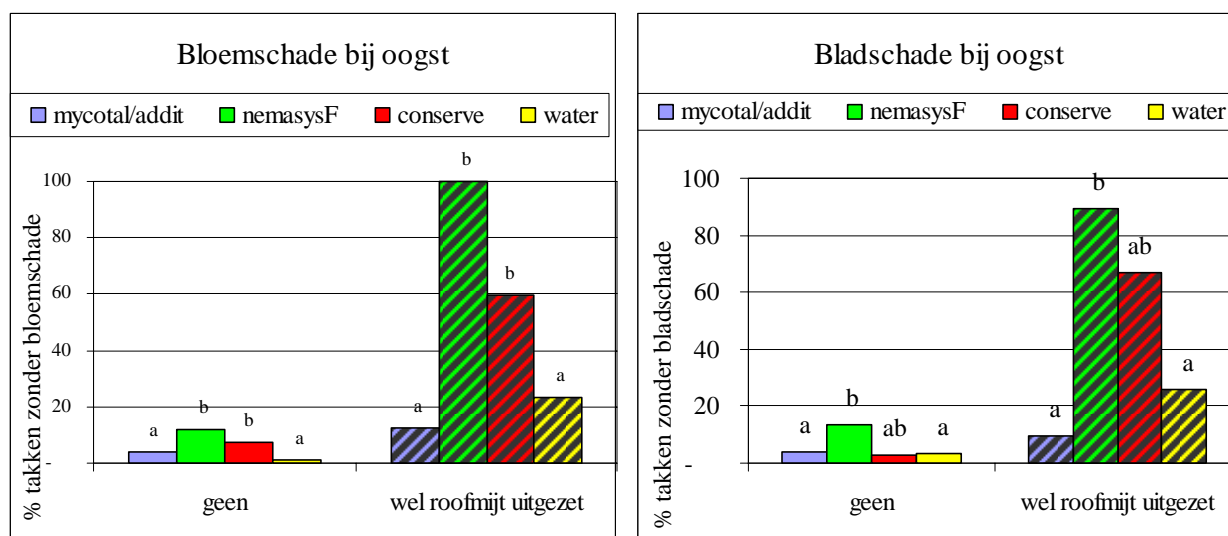 Bloemschade bij oogst
mycotal/addit nemasysF conserve water
% takken zonder bloemschade
100
80
60
40
20
-
a b b a
a b b a
geen wel roofmijt uitgezet
Bladschade bij oogst
mycotal/addit nemasysF conserve water
% takken zonder bladschade
100
80
60
40
20
-
a b ab a
a b ab a
geen wel roofmijt uitgezet